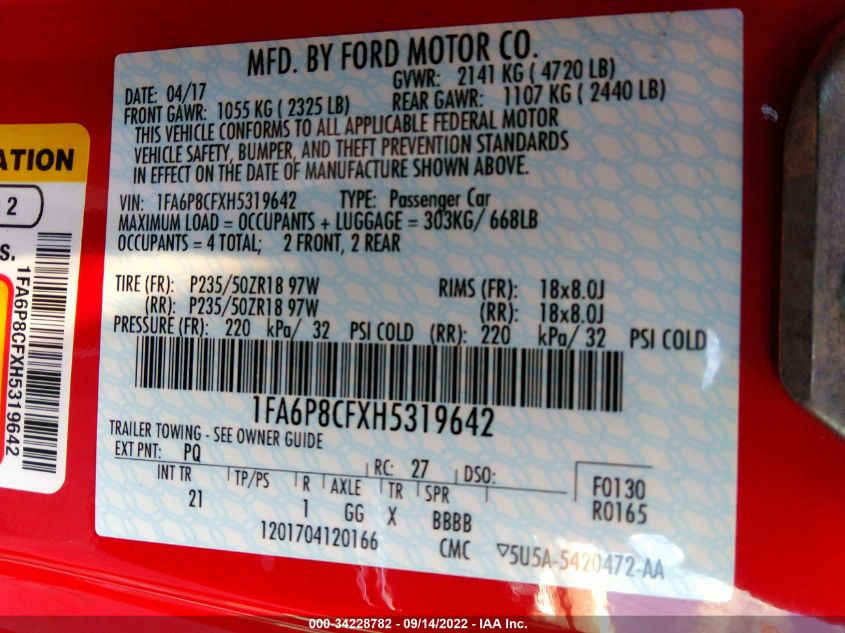 MFD. BY FORD MOTOR CO.
DATE: 04/17 GVWR: 2141 KG ( 4720 LB)
FRONT GAWR: 1055 KG ( 2325 LB) REAR GAWR: 1107 KG ( 2440 LB)
THIS VEHICLE CONFORMS TO ALL APPLICABLE FEDERAL MOTOR
VEHICLE SAFETY, BUMPER, AND THEFT PREVENTION STANDARDS
IN EFFECT ON THE DATE OF MANUFACTURE SHOWN ABOVE.
VIN: 1FA6P8CFXH5319642 TYPE: Passenger Car
MAXIMUM LOAD = OCCUPANTS + LUGGAGE = 303KG/ 668LB
OCCUPANTS = 4 TOTAL; 2 FRONT, 2 REAR
TIRE (FR): P235/50ZR18 97W RIMS (FR): 18x8.0J
(RR): P235/50ZR18 97W (RR): 18x8.0J
PRESSURE (FR): 220 kPa/ 32 PSI COLD (RR): 220 kPa/ 32 PSI COLD
1FA6P8CFXH5319642
TRAILER TOWING - SEE OWNER GUIDE
EXT PNT: PQ RC: 27 DSO:
INT TR TP/PS R AXLE TR SPR F0130
21 1 GG X BBBB R0165
1201704120166 CMC ▽5U5A-5420472-AA
ATION
2
S.
1FA6P8CFXH5319642
000-34228782 - 09/14/2022 - IAA Inc.